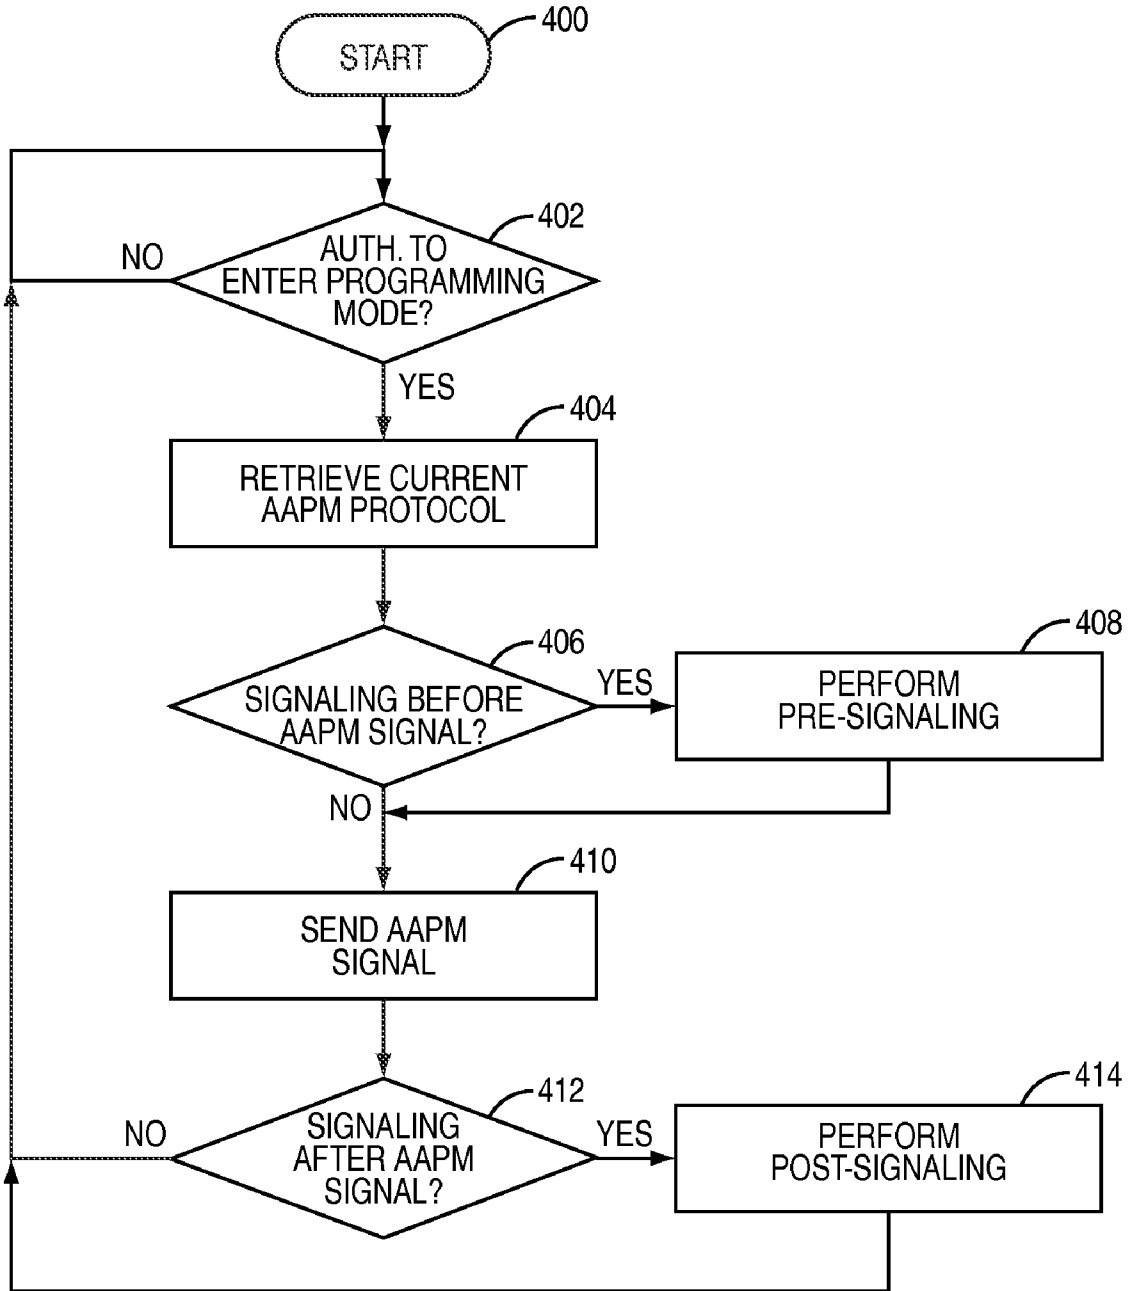 400
START
402
AUTH. TO
ENTER PROGRAMMING
MODE?
NO
YES
404
RETRIEVE CURRENT
AAPM PROTOCOL
406
SIGNALING BEFORE
AAPM SIGNAL?
YES
408
PERFORM
PRE-SIGNALING
NO
410
SEND AAPM
SIGNAL
412
SIGNALING
AFTER AAPM
SIGNAL?
NO
YES
414
PERFORM
POST-SIGNALING